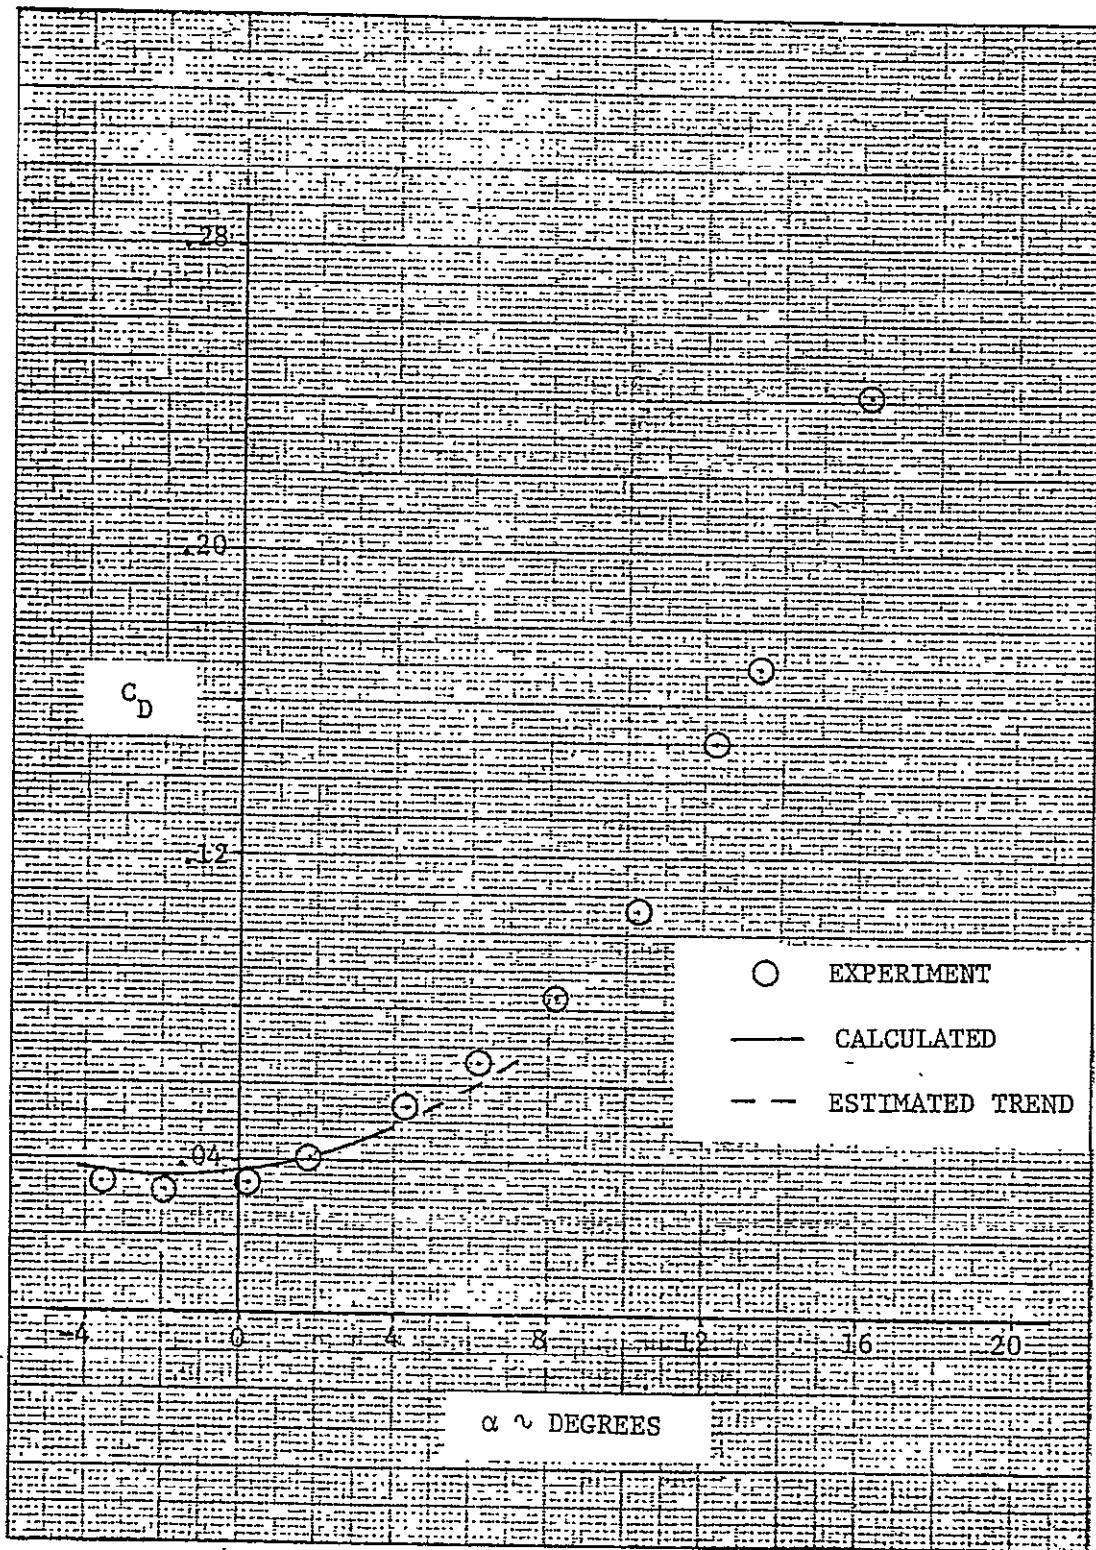 .28
.20
C_D
.12
○ EXPERIMENT
— CALCULATED
– – ESTIMATED TREND
.04
-4 0 4 8 12 16 20
α ~ DEGREES